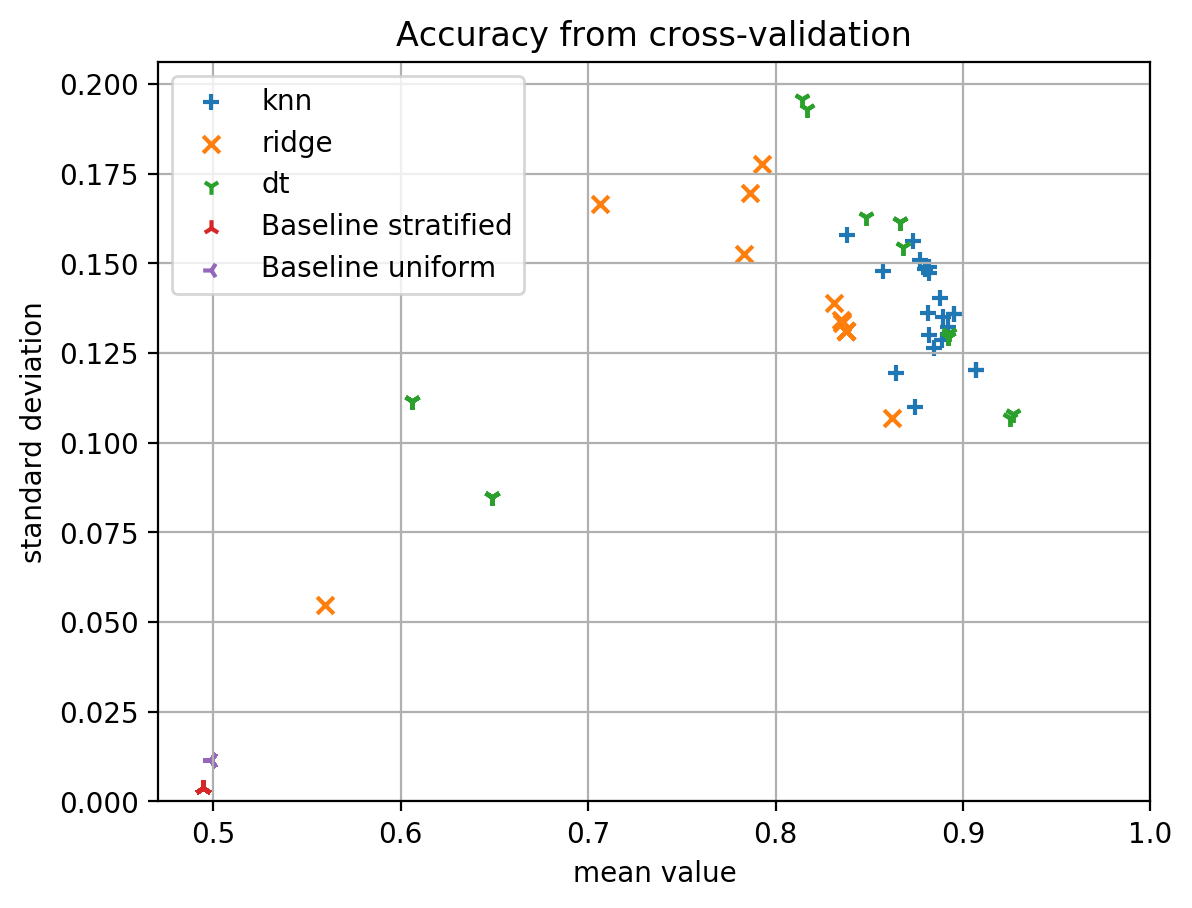 Accuracy from cross-validation
knn
ridge
dt
Baseline stratified
Baseline uniform
standard deviation
0.200
0.175
0.150
0.125
0.100
0.075
0.050
0.025
0.000
0.5 0.6 0.7 0.8 0.9 1.0
mean value